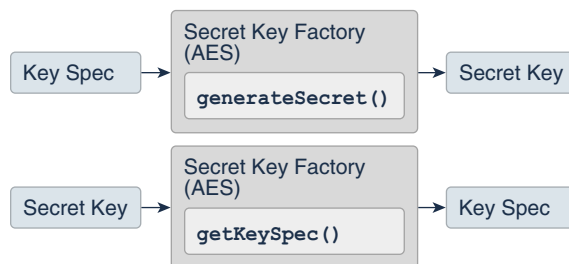 Secret Key Factory
(AES)
Key Spec
generateSecret()
Secret Key
Secret Key Factory
(AES)
Secret Key
getKeySpec()
Key Spec